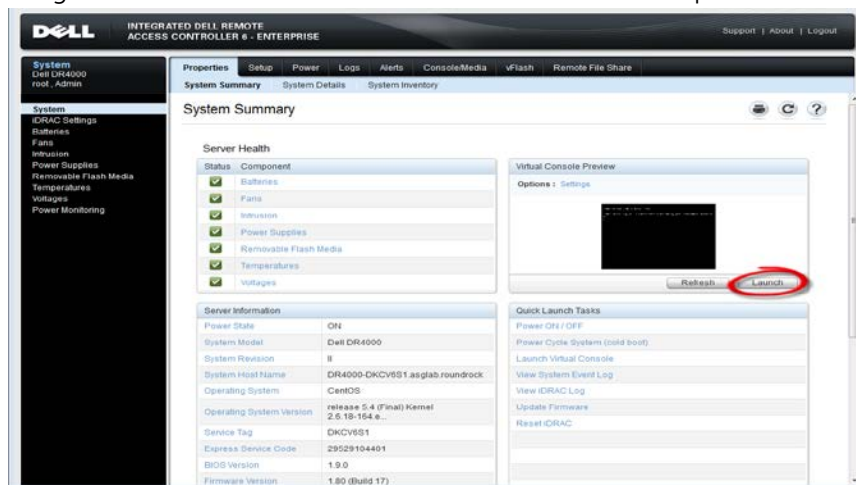 DELL
INTEGRATED DELL REMOTE
ACCESS CONTROLLER 6 - ENTERPRISE
Support | About | Logout
System
Dell DR4000
root , Admin
System
iDRAC Settings
Batteries
Fans
Intrusion
Power Supplies
Removable Flash Media
Temperatures
Voltages
Power Monitoring
Properties Setup Power Logs Alerts Console/Media vFlash Remote File Share
System Summary System Details System Inventory
System Summary
Server Health
Status Component
Batteries
Fans
Intrusion
Power Supplies
Removable Flash Media
Temperatures
Voltages
Virtual Console Preview
Options : Settings
Refresh Launch
Server Information
Power State ON
System Model Dell DR4000
System Revision II
System Host Name DR4000-DKCV6S1.asglab.roundrock
Operating System CentOS
Operating System Version release 5.4 (Final) Kernel
2.6.18-164.e...
Service Tag DKCV6S1
Express Service Code 29529104401
BIOS Version 1.9.0
Firmware Version 1.80 (Build 17)
Quick Launch Tasks
Power ON / OFF
Power Cycle System (cold boot)
Launch Virtual Console
View System Event Log
View iDRAC Log
Update Firmware
Reset iDRAC